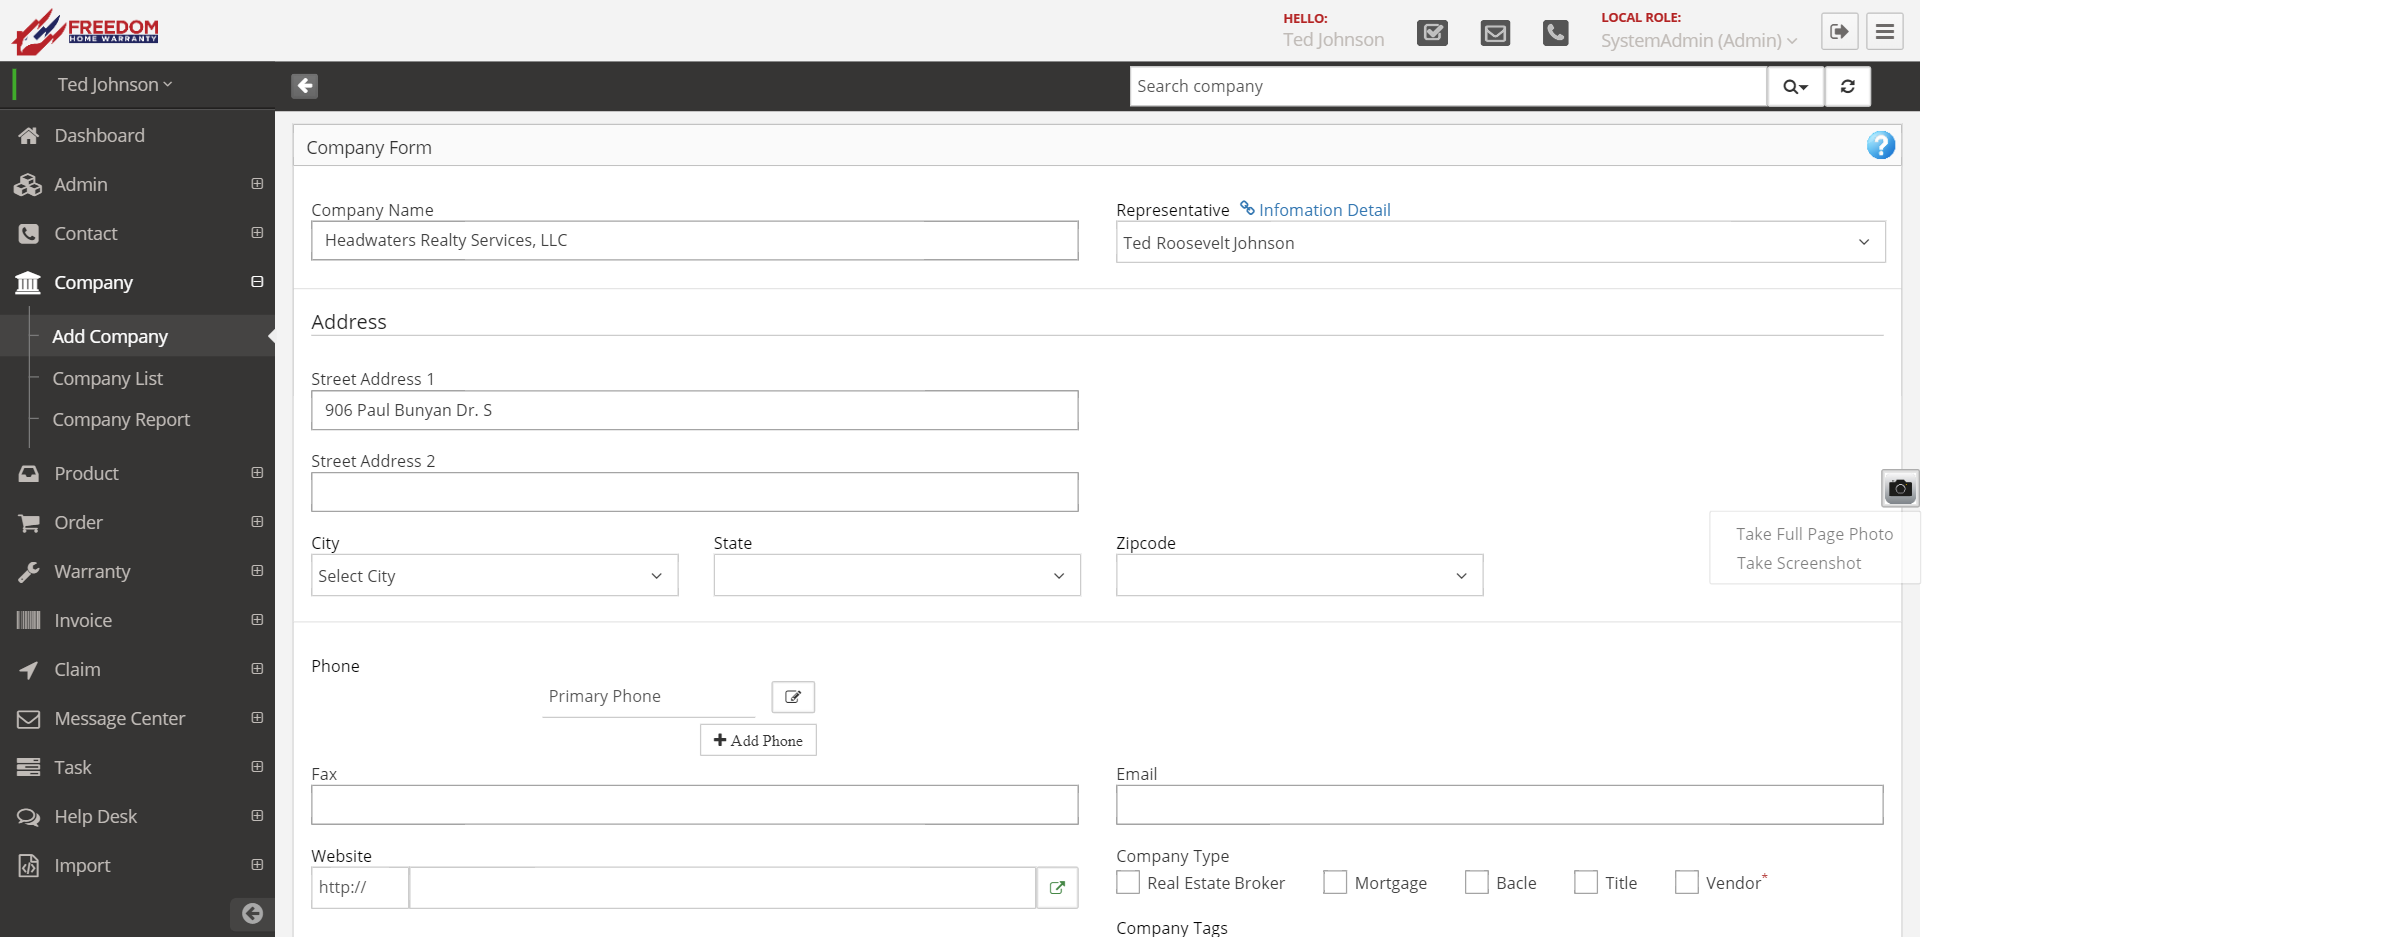 FREEDOM
HOME WARRANTY
HELLO:
Ted Johnson
LOCAL ROLE:
SystemAdmin (Admin)
Ted Johnson
Search company
Dashboard
Admin
Contact
Company
Add Company
Company List
Company Report
Product
Order
Warranty
Invoice
Claim
Message Center
Task
Help Desk
Import
Company Form
?
Company Name
Headwaters Realty Services, LLC
Representative Infomation Detail
Ted Roosevelt Johnson
Address
Street Address 1
906 Paul Bunyan Dr. S
Street Address 2
City
Select City
State
Zipcode
Take Full Page Photo
Take Screenshot
Phone
Primary Phone
Add Phone
Fax
Email
Website
http://
Company Type
Real Estate Broker Mortgage Bacle Title Vendor*
Company Tags